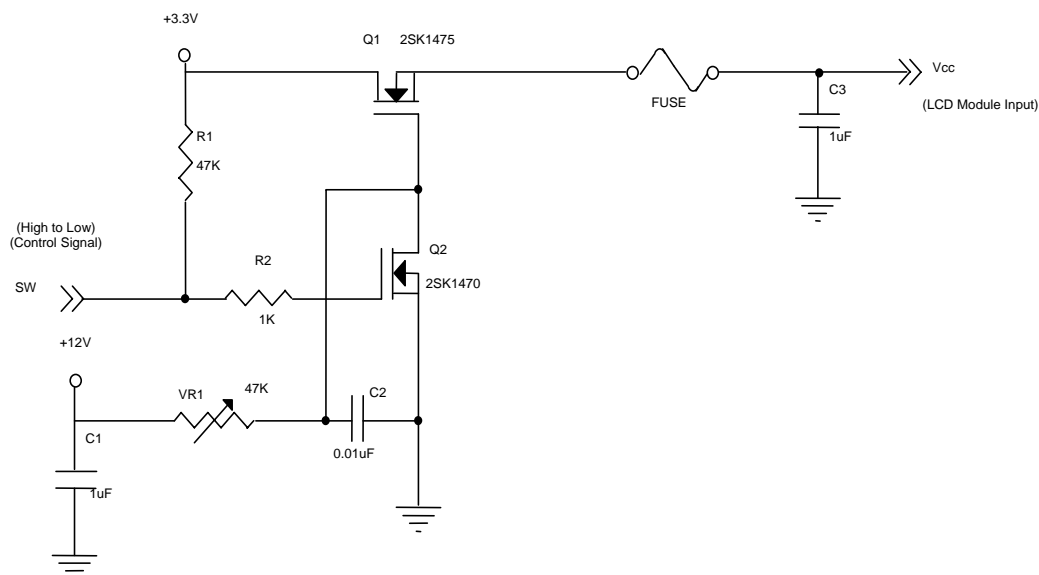 +3.3V
Q1 2SK1475
Vcc
FUSE
C3
(LCD Module Input)
R1
1uF
47K
(High to Low)
(Control Signal)
Q2
R2
SW
2SK1470
1K
+12V
VR1
47K
C2
C1
0.01uF
1uF